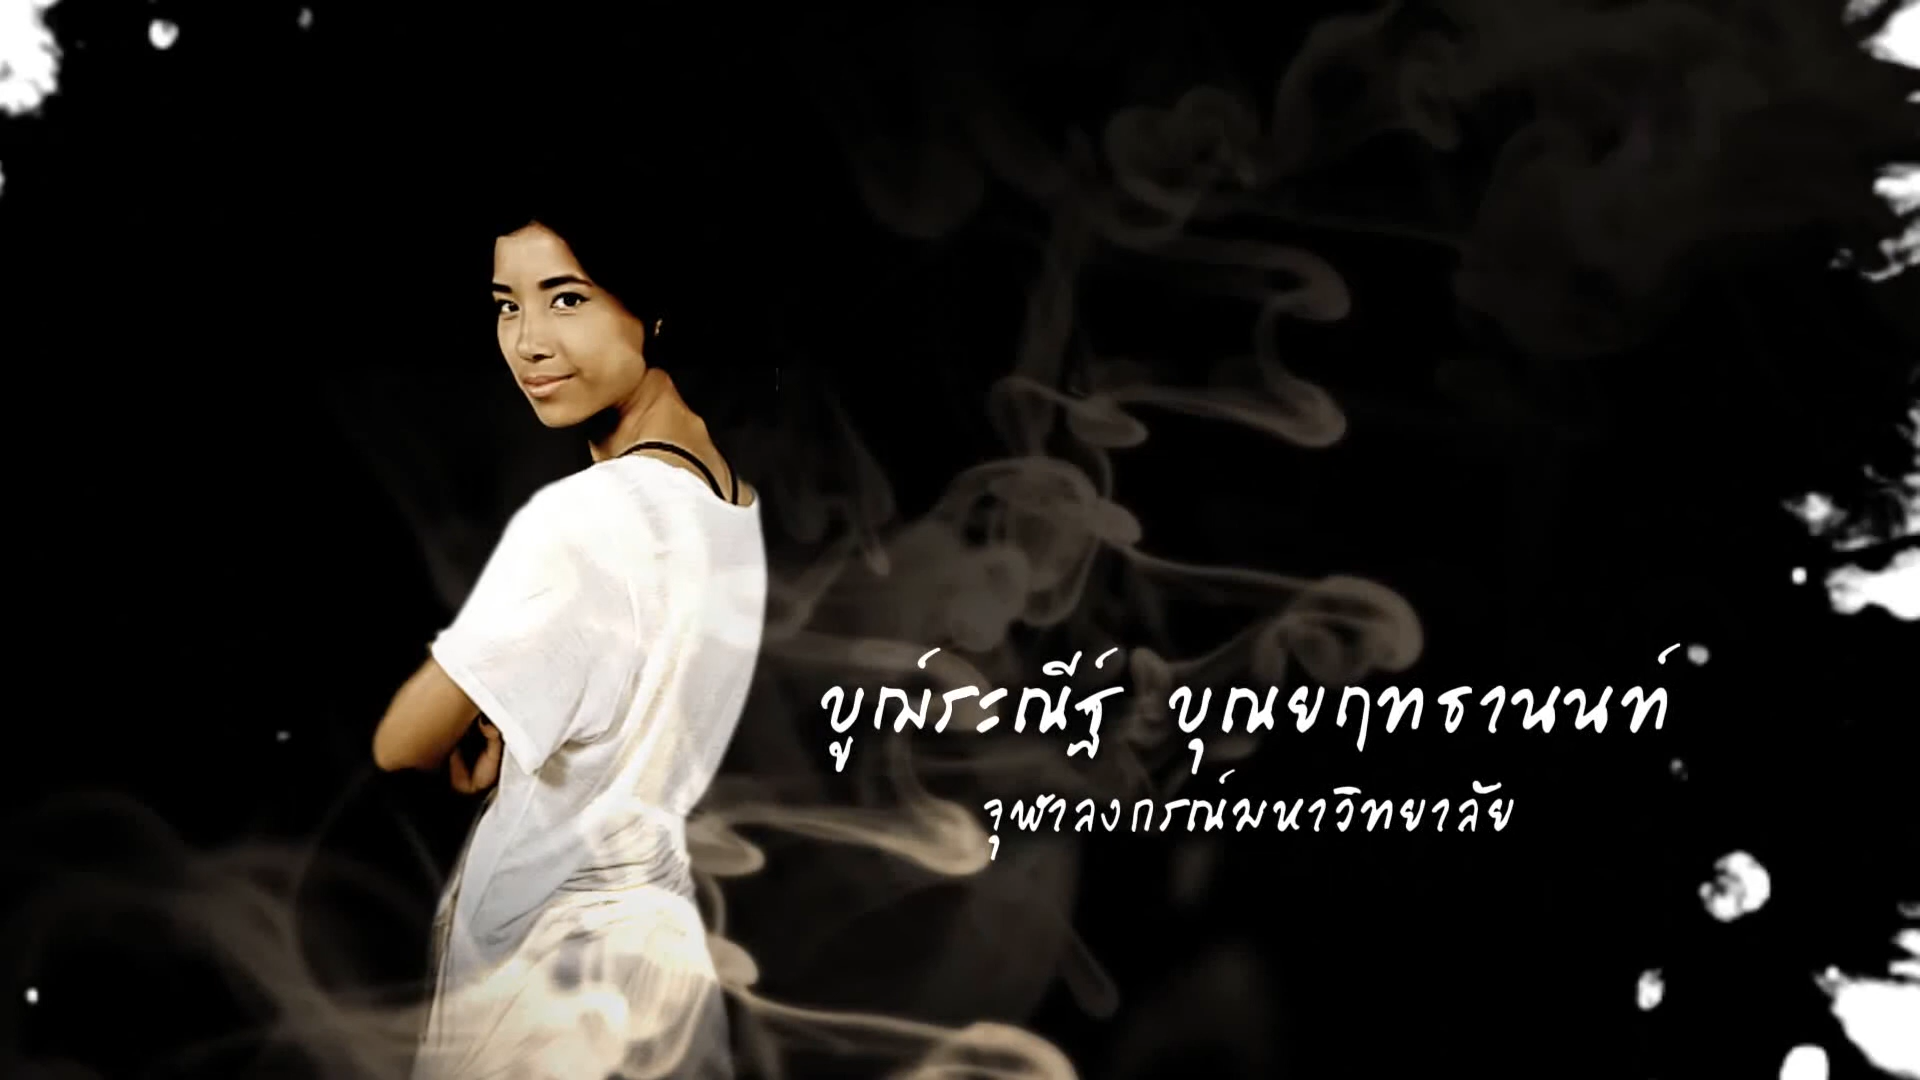 บูฌ์ระณีฐ์ บุณยฤทธานนท์
จุฬาลงกรณ์มหาวิทยาลัย